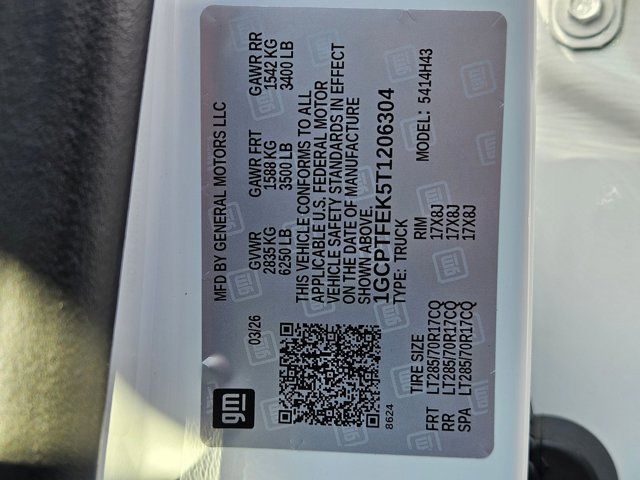 gm
03/26
MFD BY GENERAL MOTORS LLC
GVWR GAWR FRT GAWR RR
2835 KG 1588 KG 1542 KG
6250 LB 3500 LB 3400 LB
THIS VEHICLE CONFORMS TO ALL
APPLICABLE U.S. FEDERAL MOTOR
VEHICLE SAFETY STANDARDS IN EFFECT
ON THE DATE OF MANUFACTURE
SHOWN ABOVE.
1GCPTFEK5T1206304
TYPE: TRUCK MODEL: 5414H43
8624
TIRE SIZE RIM
FRT LT285/70R17CQ 17X8J
RR LT285/70R17CQ 17X8J
SPA LT285/70R17CQ 17X8J